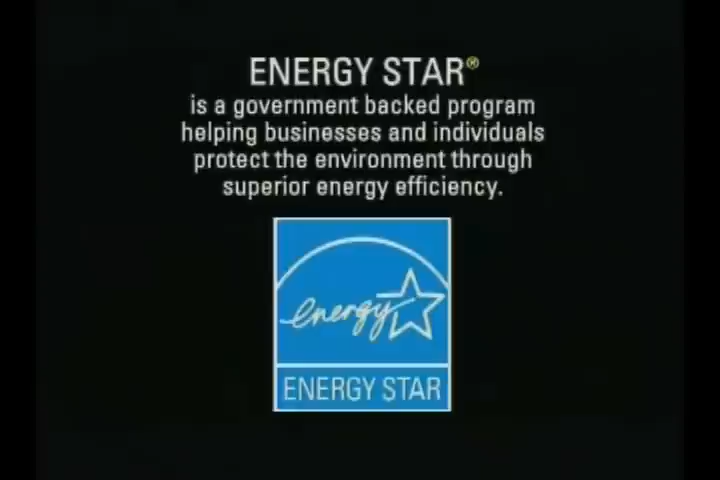 ENERGY STAR®
is a government backed program
helping businesses and individuals
protect the environment through
superior energy efficiency.
energy
ENERGY STAR